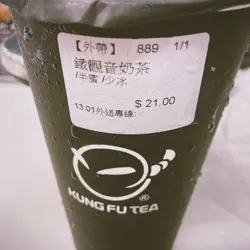 【外帶】 889 1/1
鐵觀音奶茶
/半蜜/少冰
$ 21.00
13:01外送專線:
KUNG FU TEA ®